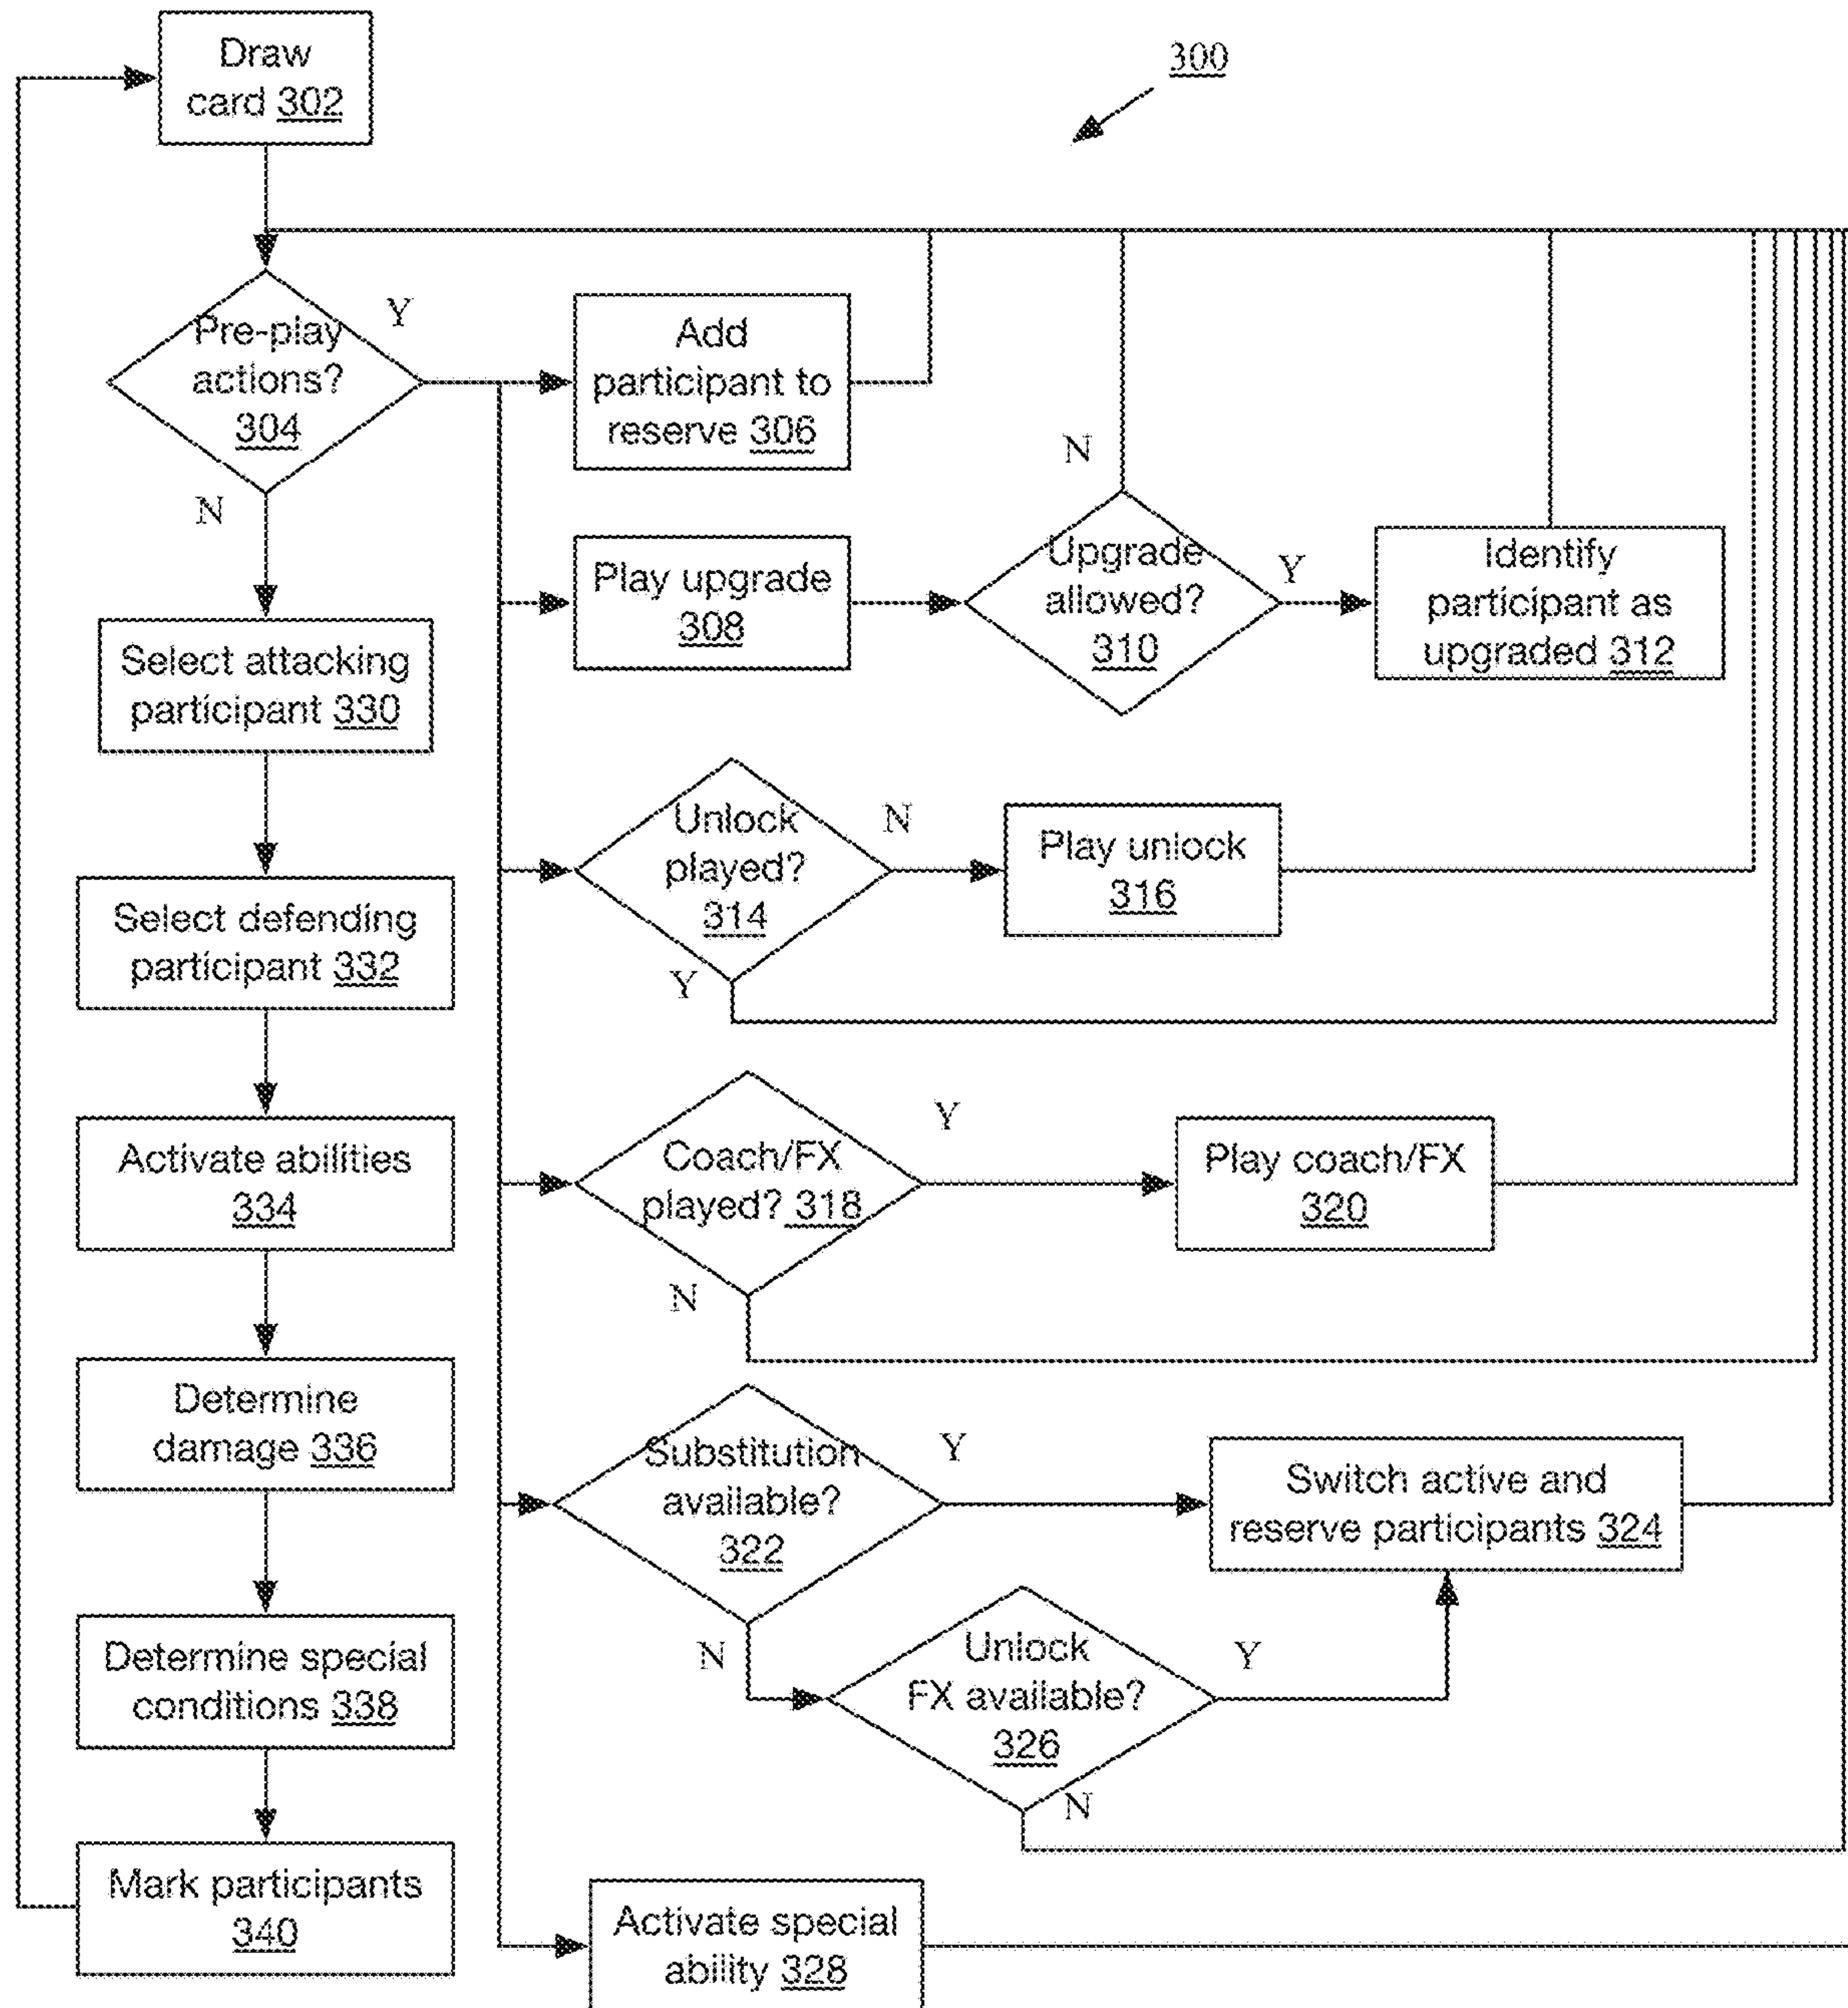 300
Draw
card 302
Pre-play
actions?
304
Y
N
Add
participant to
reserve 306
Play upgrade
308
Upgrade
allowed?
310
N
Y
Identify
participant as
upgraded 312
Unlock
played?
314
N
Y
Play unlock
316
Coach/FX
played? 318
Y
N
Play coach/FX
320
Substitution
available?
322
Y
N
Switch active and
reserve participants 324
Unlock
FX available?
326
Y
N
Activate special
ability 328
Select attacking
participant 330
Select defending
participant 332
Activate abilities
334
Determine
damage 336
Determine special
conditions 338
Mark participants
340